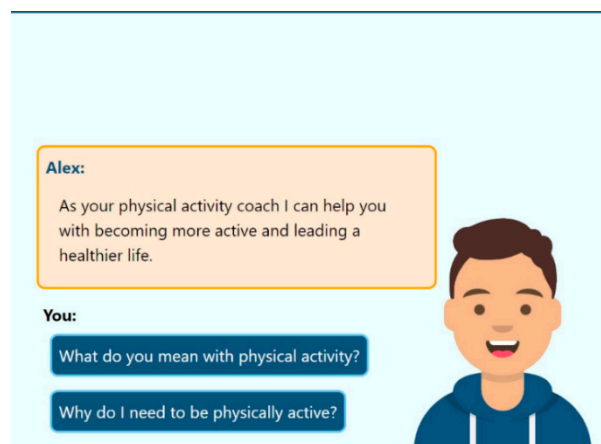 Alex:
As your physical activity coach I can help you
with becoming more active and leading a
healthier life.
You:
What do you mean with physical activity?
Why do I need to be physically active?